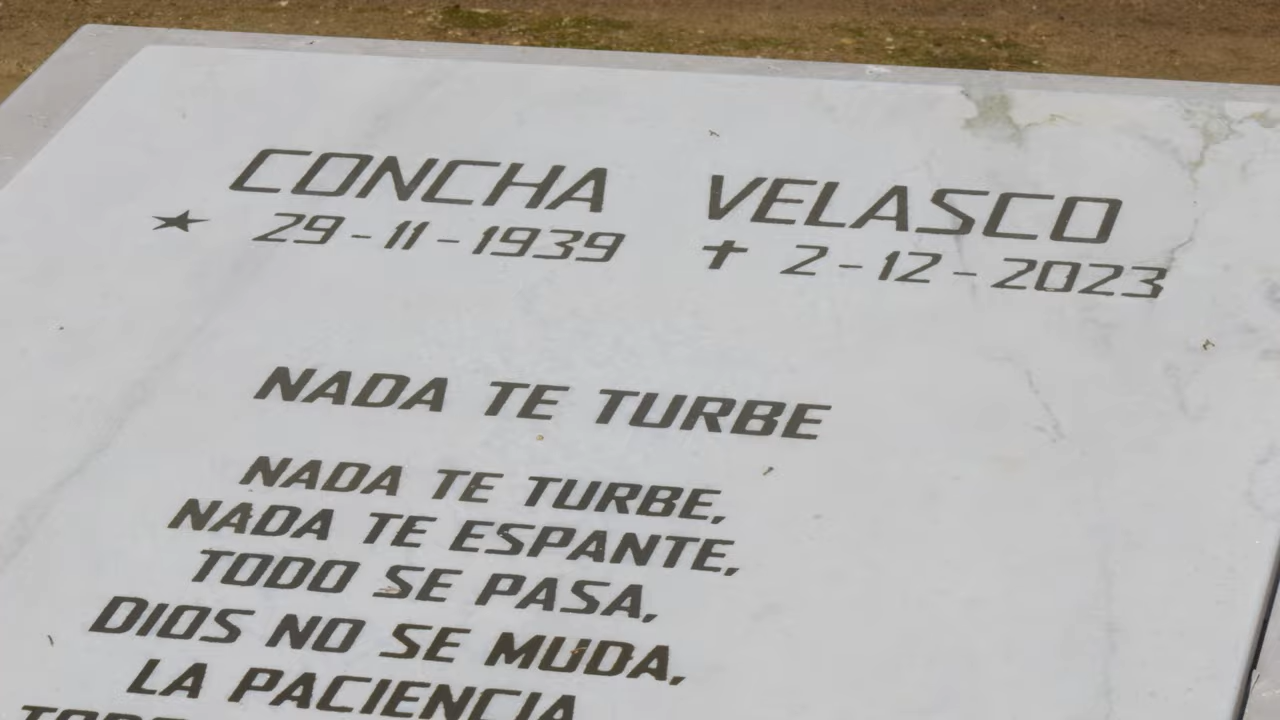 CONCHA VELASCO
★ 29-11-1939 ✝ 2-12-2023
NADA TE TURBE
NADA TE TURBE,
NADA TE ESPANTE,
TODO SE PASA,
DIOS NO SE MUDA,
LA PACIENCIA